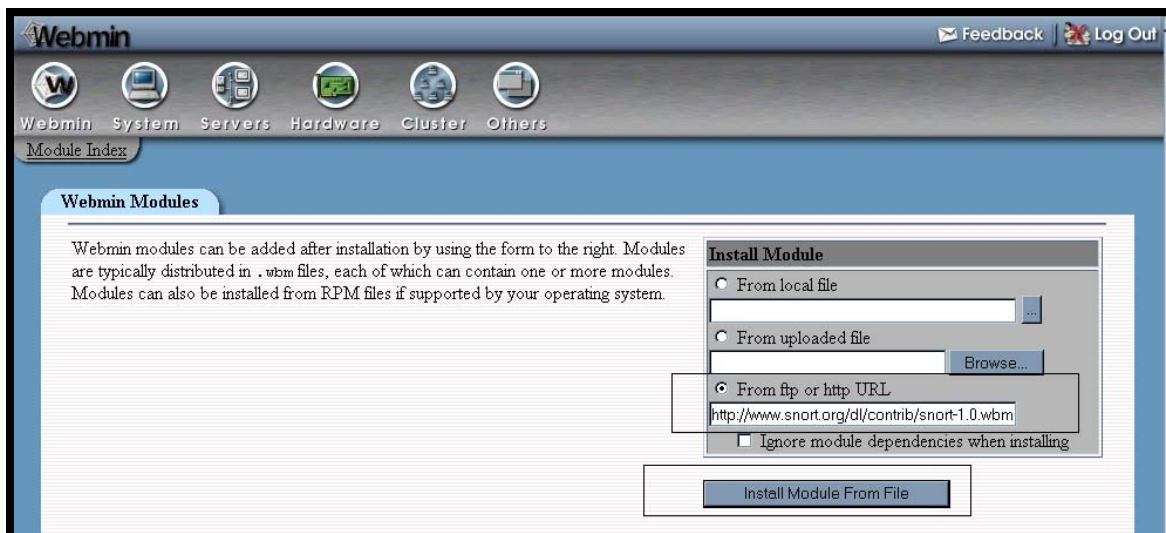 Webmin
Feedback
Log Out
Webmin System Servers Hardware Cluster Others
Module Index
Webmin Modules
Webmin modules can be added after installation by using the form to the right. Modules
are typically distributed in .wbm files, each of which can contain one or more modules.
Modules can also be installed from RPM files if supported by your operating system.
Install Module
From local file
...
From uploaded file
Browse...
From ftp or http URL
http://www.snort.org/dl/contrib/snort-1.0.wbm
Ignore module dependencies when installing
Install Module From File